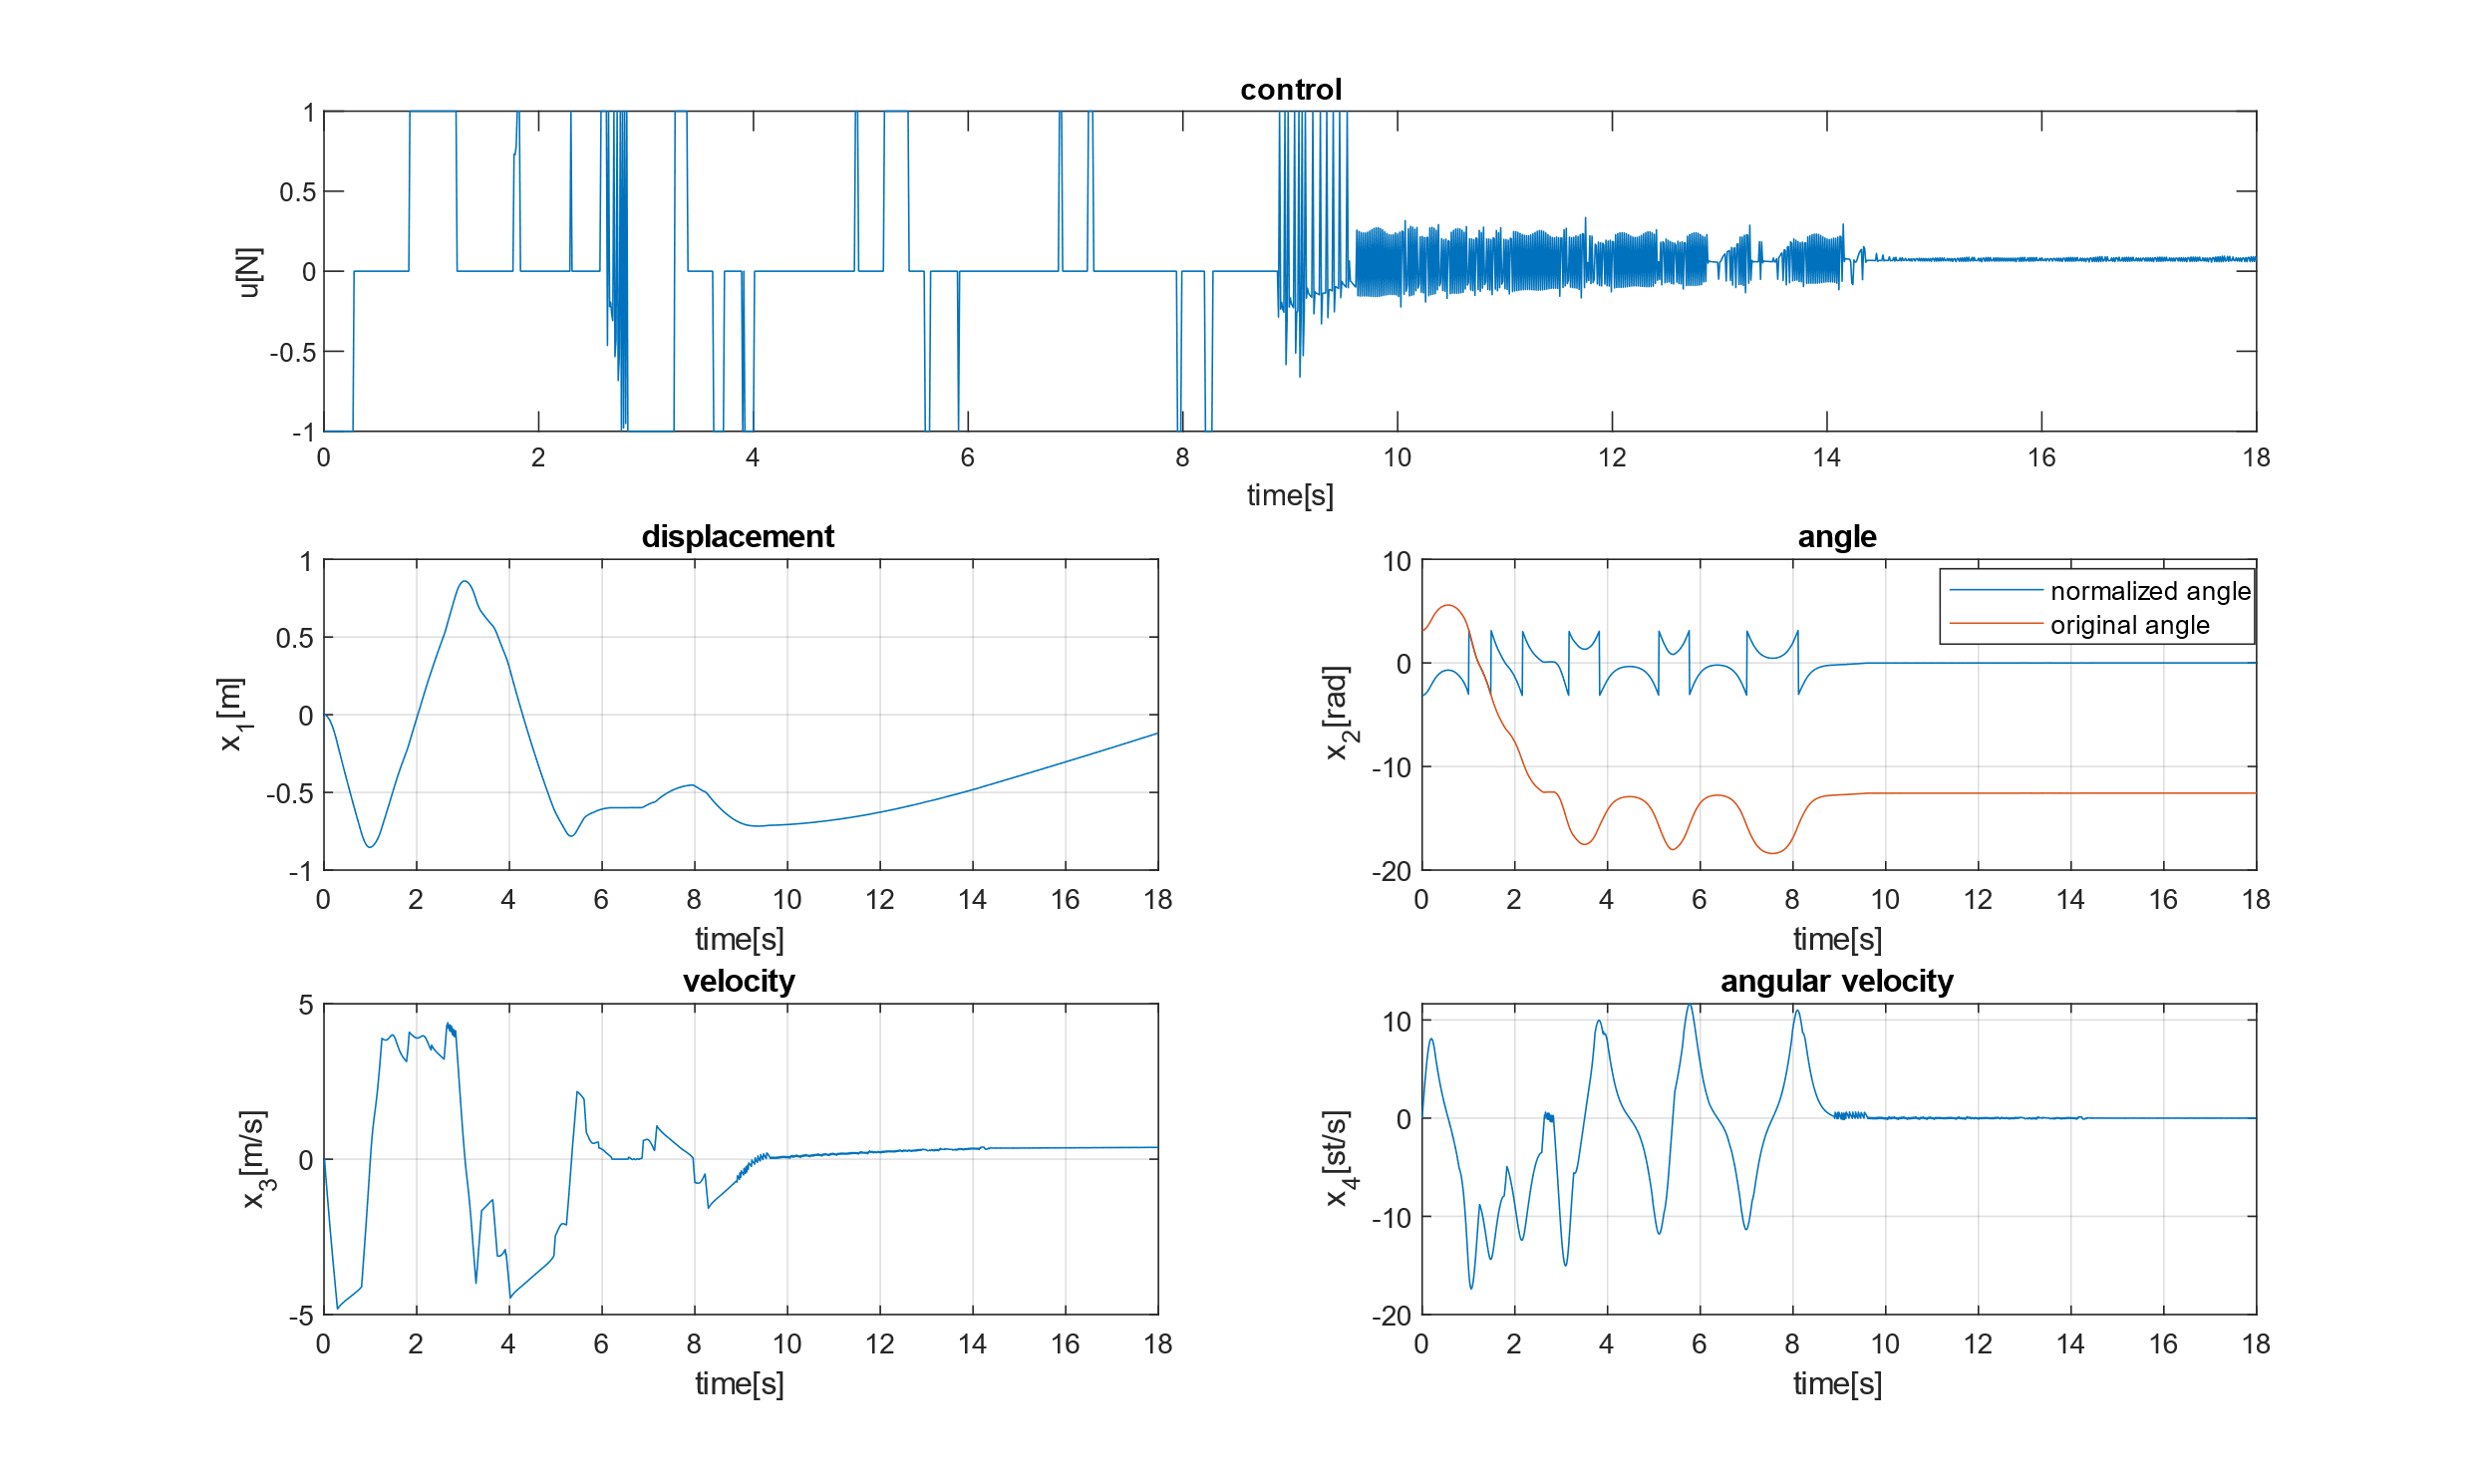 control
1
0.5
0
-0.5
-1
u[N]
0 2 4 6 8 10 12 14 16 18
time[s]
displacement
1
0.5
0
-0.5
-1
x_1[m]
0 2 4 6 8 10 12 14 16 18
time[s]
angle
10
0
-10
-20
x_2[rad]
normalized angle
original angle
0 2 4 6 8 10 12 14 16 18
time[s]
velocity
5
0
-5
x_3[m/s]
0 2 4 6 8 10 12 14 16 18
time[s]
angular velocity
10
0
-10
-20
x_4[st/s]
0 2 4 6 8 10 12 14 16 18
time[s]